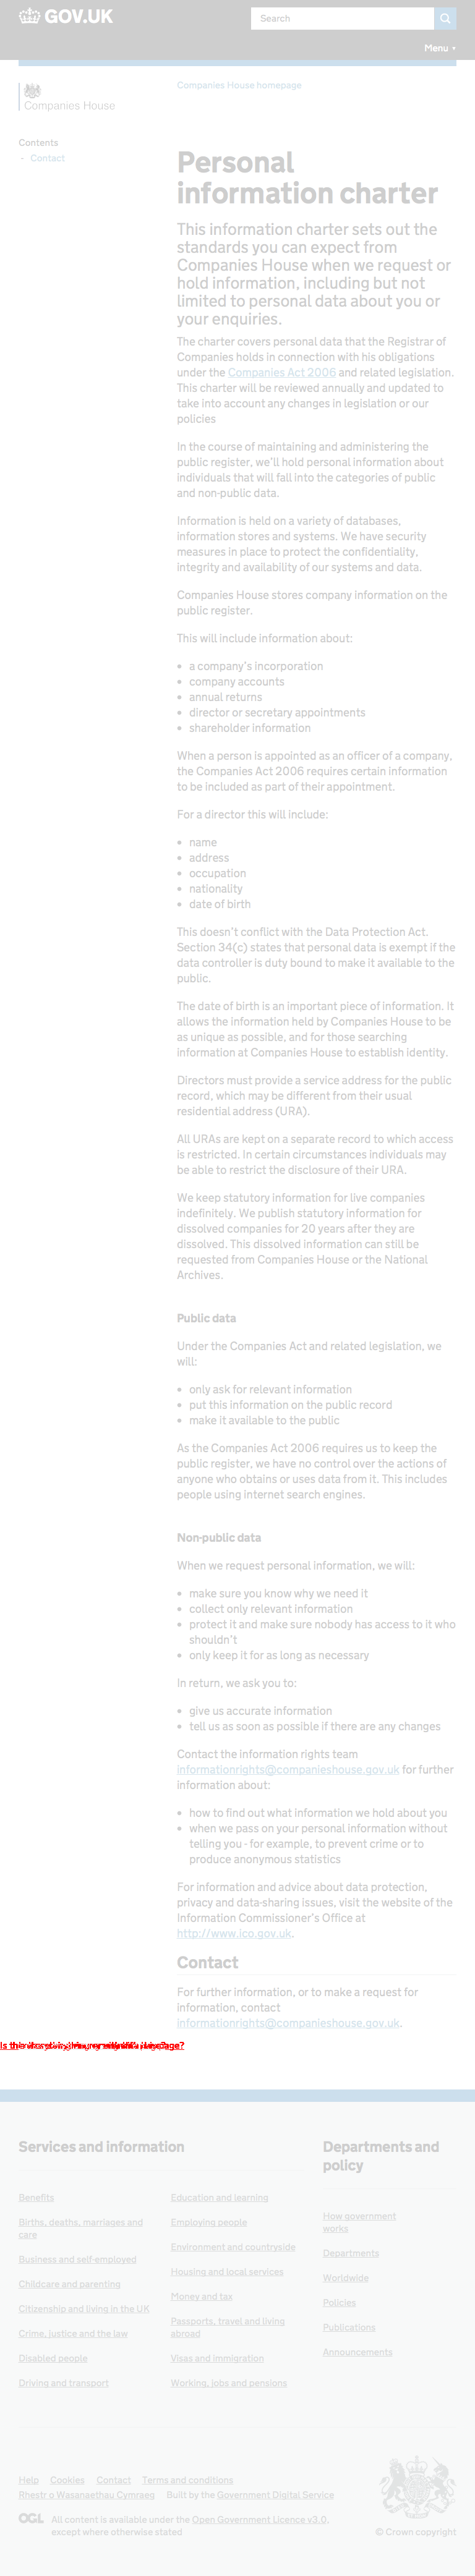 GOV.UK
Search
Menu ▼
Companies House
Companies House homepage
Contents
Contact
Personal
information charter
This information charter sets out the
standards you can expect from
Companies House when we request or
hold information, including but not
limited to personal data about you or
your enquiries.
The charter covers personal data that the Registrar of
Companies holds in connection with his obligations
under the Companies Act 2006 and related legislation.
This charter will be reviewed annually and updated to
take into account any changes in legislation or our
policies
In the course of maintaining and administering the
public register, we'll hold personal information about
individuals that will fall into the categories of public
and non-public data.
Information is held on a variety of databases,
information stores and systems. We have security
measures in place to protect the confidentiality,
integrity and availability of our systems and data.
Companies House stores company information on the
public register.
This will include information about:
• a company's incorporation
• company accounts
• annual returns
• director or secretary appointments
• shareholder information
When a person is appointed as an officer of a company,
the Companies Act 2006 requires certain information
to be included as part of their appointment.
For a director this will include:
• name
• address
• occupation
• nationality
• date of birth
This doesn't conflict with the Data Protection Act.
Section 34(c) states that personal data is exempt if the
data controller is duty bound to make it available to the
public.
The date of birth is an important piece of information. It
allows the information held by Companies House to be
as unique as possible, and for those searching
information at Companies House to establish identity.
Directors must provide a service address for the public
record, which may be different from their usual
residential address (URA).
All URAs are kept on a separate record to which access
is restricted. In certain circumstances individuals may
be able to restrict the disclosure of their URA.
We keep statutory information for live companies
indefinitely. We publish statutory information for
dissolved companies for 20 years after they are
dissolved. This dissolved information can still be
requested from Companies House or the National
Archives.
Public data
Under the Companies Act and related legislation, we
will:
• only ask for relevant information
• put this information on the public record
• make it available to the public
As the Companies Act 2006 requires us to keep the
public register, we have no control over the actions of
anyone who obtains or uses data from it. This includes
people using internet search engines.
Non-public data
When we request personal information, we will:
• make sure you know why we need it
• collect only relevant information
• protect it and make sure nobody has access to it who
shouldn't
• only keep it for as long as necessary
In return, we ask you to:
• give us accurate information
• tell us as soon as possible if there are any changes
Contact the information rights team
informationrights@companieshouse.gov.uk for further
information about:
• how to find out what information we hold about you
• when we pass on your personal information without
telling you - for example, to prevent crime or to
produce anonymous statistics
For information and advice about data protection,
privacy and data-sharing issues, visit the website of the
Information Commissioner's Office at
http://www.ico.gov.uk.
Contact
For further information, or to make a request for
information, contact
informationrights@companieshouse.gov.uk.
Services and information
Benefits
Births, deaths, marriages and
care
Business and self-employed
Childcare and parenting
Citizenship and living in the UK
Crime, justice and the law
Disabled people
Driving and transport
Education and learning
Employing people
Environment and countryside
Housing and local services
Money and tax
Passports, travel and living
abroad
Visas and immigration
Working, jobs and pensions
Departments and
policy
How government
works
Departments
Worldwide
Policies
Publications
Announcements
Help Cookies Contact Terms and conditions
Rhestr o Wasanaethau Cymraeg Built by the Government Digital Service
OGL All content is available under the Open Government Licence v3.0,
except where otherwise stated
© Crown copyright